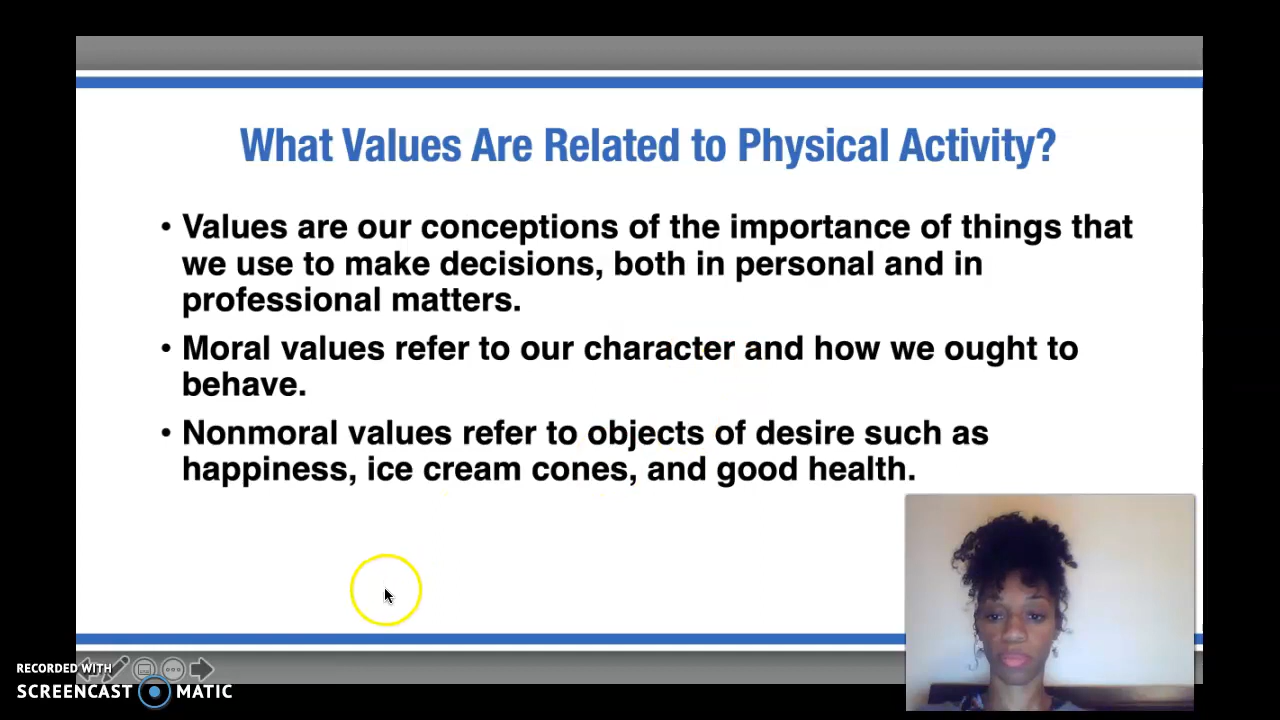 What Values Are Related to Physical Activity?
• Values are our conceptions of the importance of things that
we use to make decisions, both in personal and in
professional matters.
• Moral values refer to our character and how we ought to
behave.
• Nonmoral values refer to objects of desire such as
happiness, ice cream cones, and good health.
RECORDED WITH
SCREENCAST MATIC